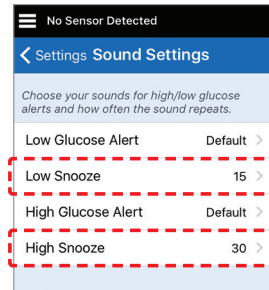 No Sensor Detected
Settings Sound Settings
Choose your sounds for high/low glucose
alerts and how often the sound repeats.
Low Glucose Alert Default
Low Snooze 15
High Glucose Alert Default
High Snooze 30